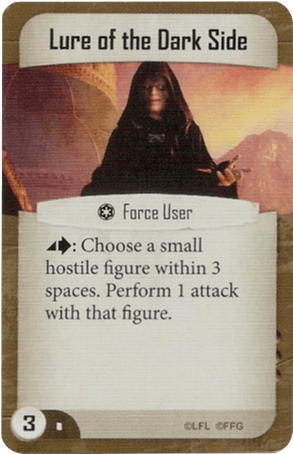 Lure of the Dark Side
Force User
: Choose a small
hostile figure within 3
spaces. Perform 1 attack
with that figure.
3
©LFL ©FFG